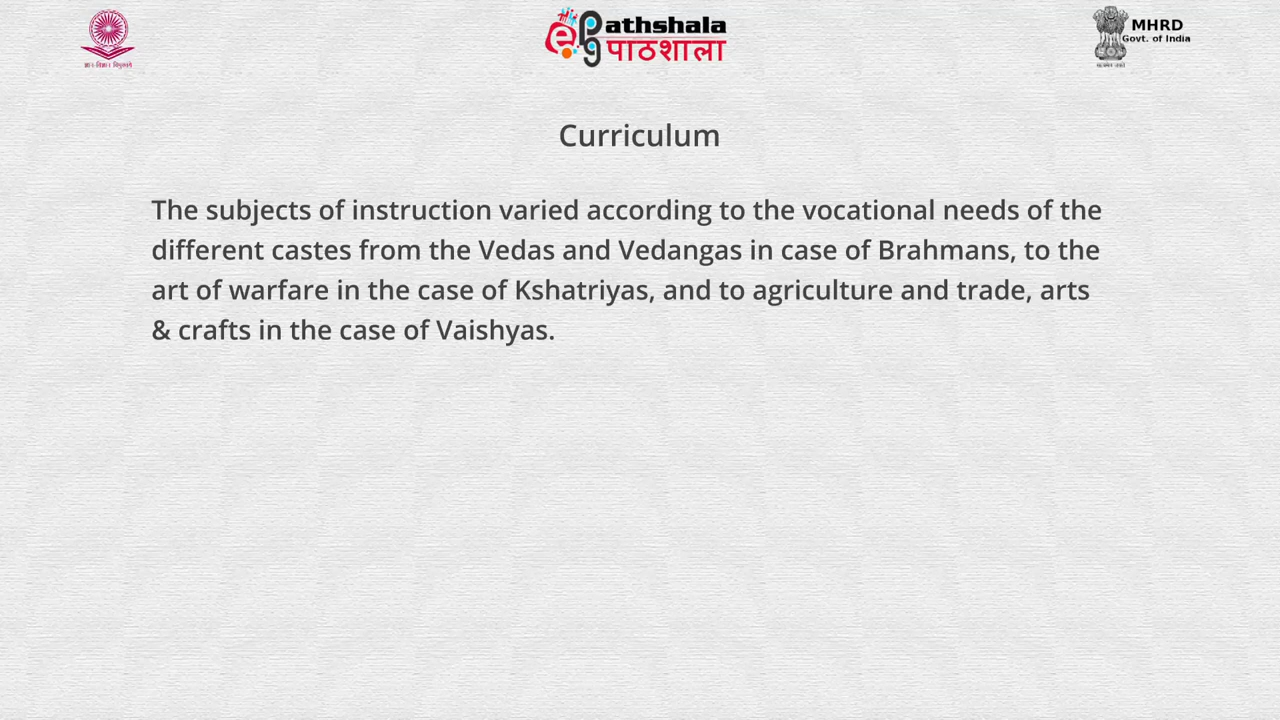 ePG Pathshala
पाठशाला
MHRD
Govt. of India
Curriculum
The subjects of instruction varied according to the vocational needs of the
different castes from the Vedas and Vedangas in case of Brahmans, to the
art of warfare in the case of Kshatriyas, and to agriculture and trade, arts
& crafts in the case of Vaishyas.